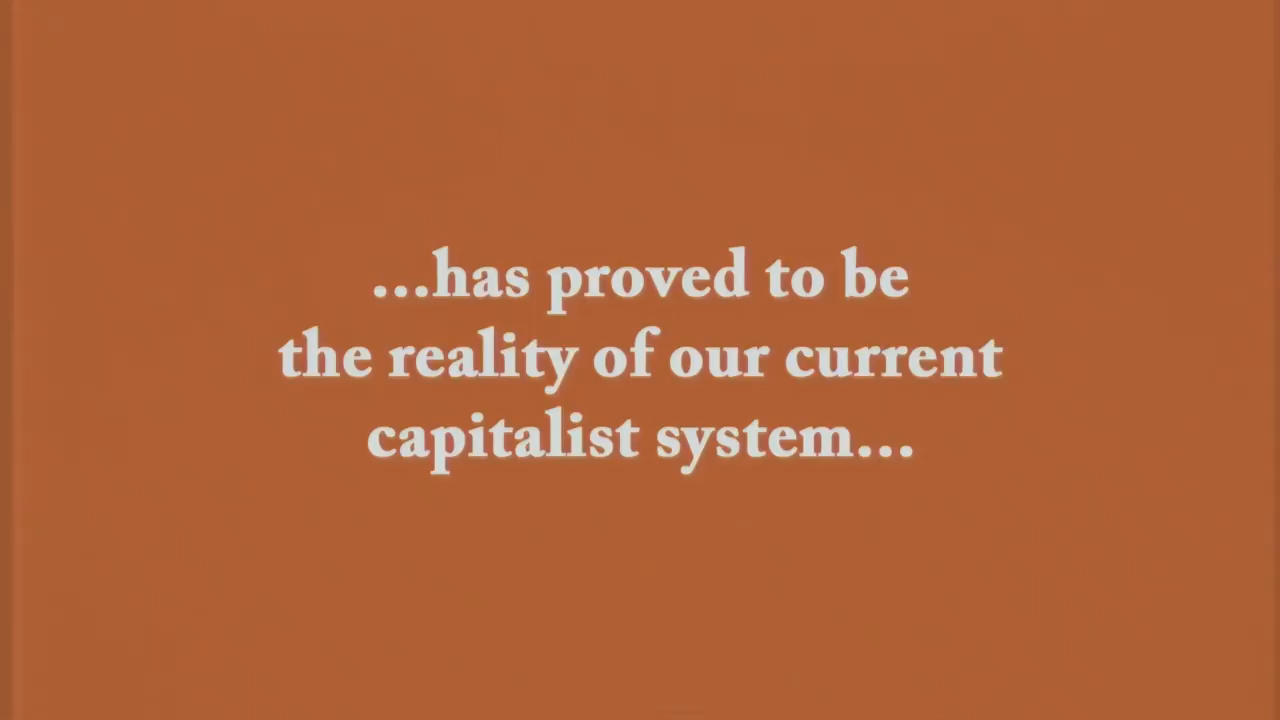 ...has proved to be
the reality of our current
capitalist system...